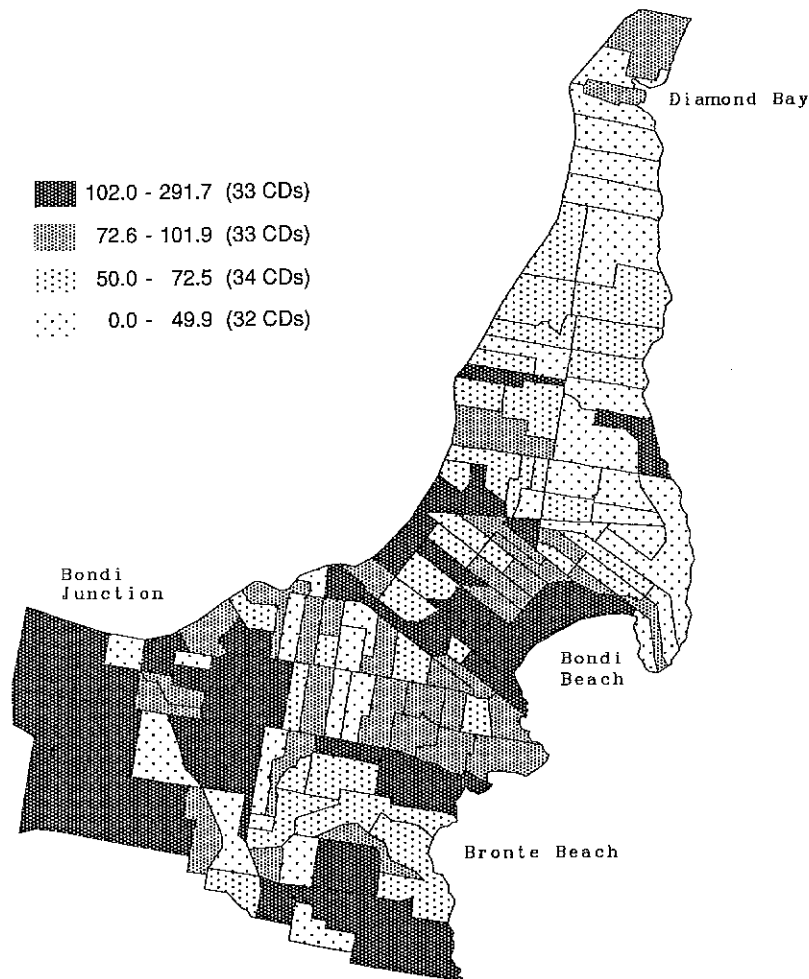 Diamond Bay
102.0 - 291.7 (33 CDs)
72.6 - 101.9 (33 CDs)
50.0 - 72.5 (34 CDs)
0.0 - 49.9 (32 CDs)
Bondi
Junction
Bondi
Beach
Bronte Beach